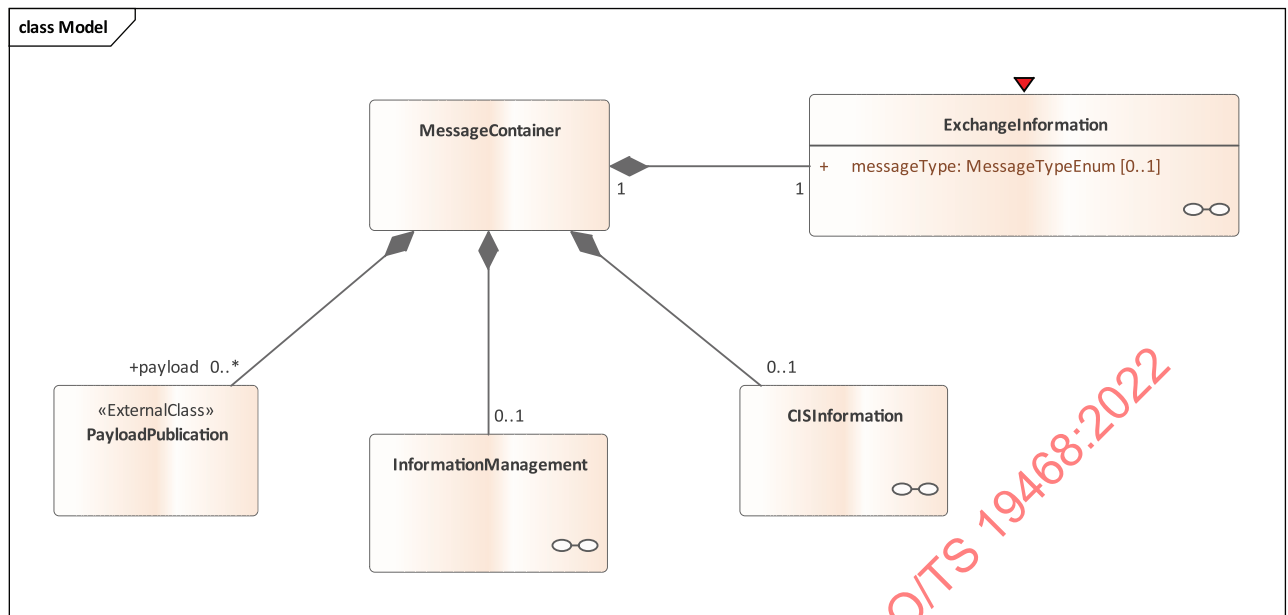 class Model
MessageContainer
ExchangeInformation
+ messageType: MessageTypeEnum [0..1]
1
1
+payload 0..*
0..1
0..1
«ExternalClass»
PayloadPublication
InformationManagement
CISInformation
O/TS 19468:2022